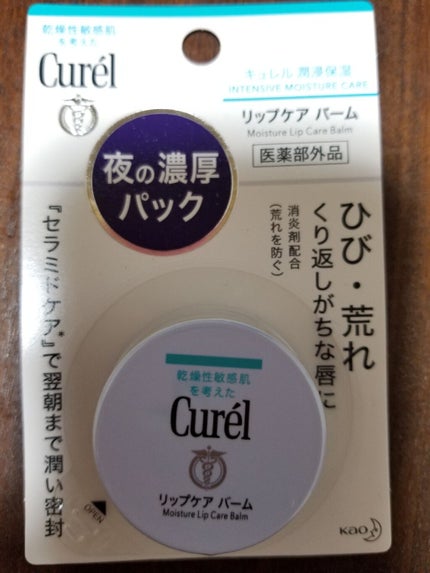 乾燥性敏感肌
を考えた
Curél
キュレル 潤浸保湿
INTENSIVE MOISTURE CARE
リップケア バーム
Moisture Lip Care Balm
医薬部外品
夜の濃厚
パック
ひび・荒れ
くり返しがちな唇に
消炎剤配合
(荒れを防ぐ)
『セラミドケア』*で翌朝まで潤い密封
乾燥性敏感肌
を考えた
Curél
リップケア バーム
Moisture Lip Care Balm
OPEN
Kao